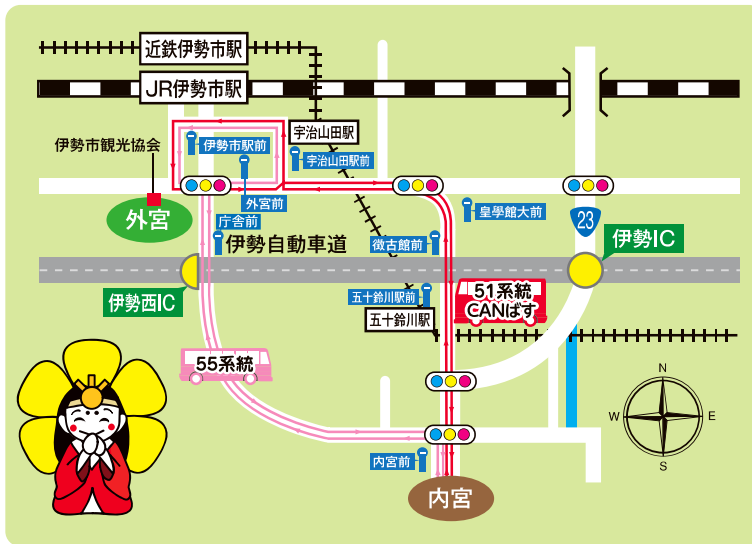 近鉄伊勢市駅
JR伊勢市駅
宇治山田駅
伊勢市観光協会
伊勢市駅前
宇治山田駅前
外宮前
外宮
庁舎前
皇學館大前
23
伊勢自動車道
徴古館前
伊勢IC
伊勢西IC
五十鈴川駅前
51系統
CANばす
五十鈴川駅
55系統
N
W
E
S
内宮前
内宮